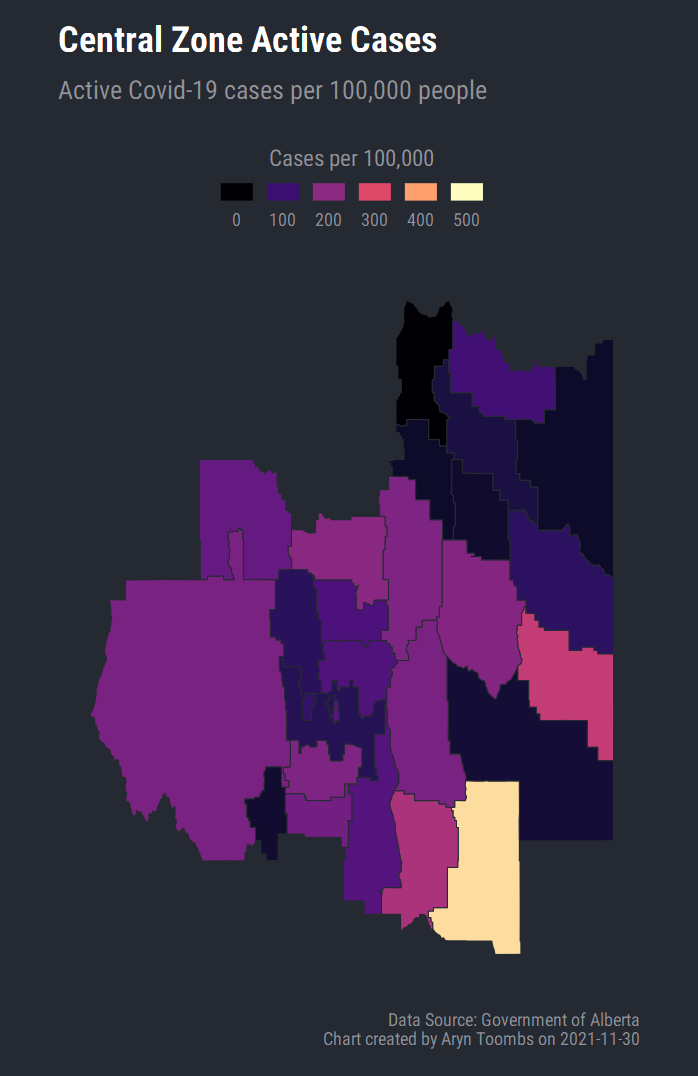 Central Zone Active Cases
Active Covid-19 cases per 100,000 people
Cases per 100,000
0 100 200 300 400 500
Data Source: Government of Alberta
Chart created by Aryn Toombs on 2021-11-30